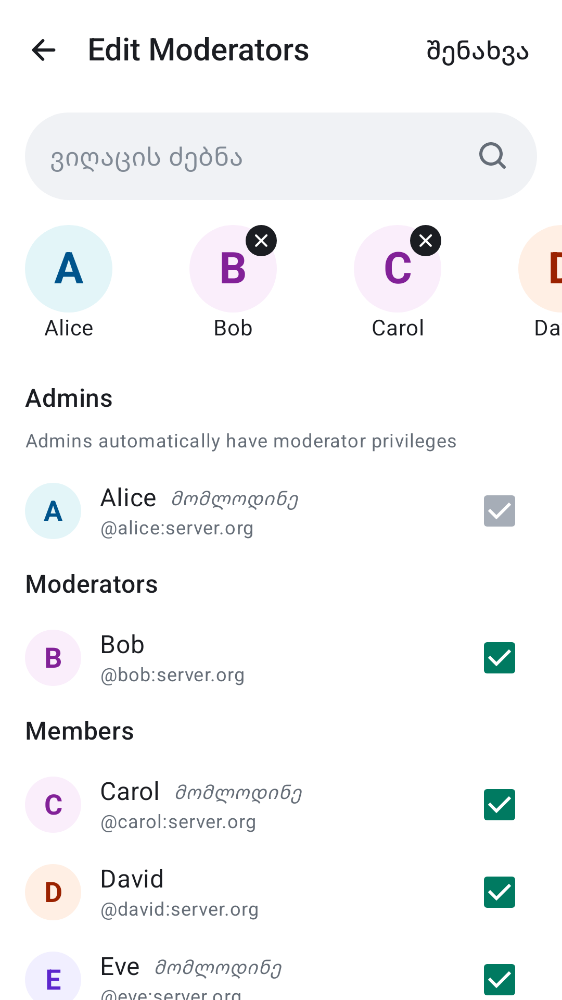 Edit Moderators შენახვა
ვიღაცის ძებნა
A B C D
Alice Bob Carol Da
Admins
Admins automatically have moderator privileges
A Alice მომლოდინე
@alice:server.org
Moderators
B Bob
@bob:server.org
Members
C Carol მომლოდინე
@carol:server.org
D David
@david:server.org
E Eve მომლოდინე
@eve:server.org